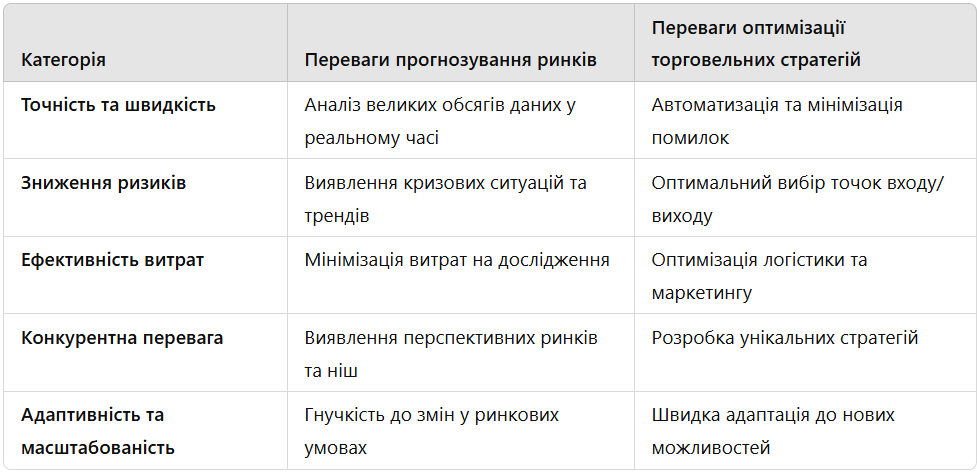 Категорія
Переваги прогнозування ринків
Переваги оптимізації
торговельних стратегій
Точність та швидкість
Аналіз великих обсягів даних у
реальному часі
Автоматизація та мінімізація
помилок
Зниження ризиків
Виявлення кризових ситуацій та
трендів
Оптимальний вибір точок входу/
виходу
Ефективність витрат
Мінімізація витрат на дослідження
Оптимізація логістики та
маркетингу
Конкурентна перевага
Виявлення перспективних ринків
та ніш
Розробка унікальних стратегій
Адаптивність та
масштабованість
Гнучкість до змін у ринкових
умовах
Швидка адаптація до нових
можливостей